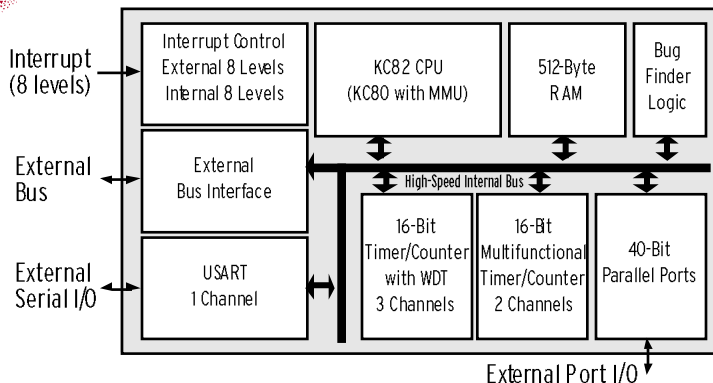 Interrupt
(8 levels)
Interrupt Control
External 8 Levels
Internal 8 Levels
KC82 CPU
(KC80 with MMU)
512-Byte
RAM
Bug
Finder
Logic
External
Bus
External
Bus Interface
High-Speed Internal Bus
External
Serial I/O
USART
1 Channel
16-Bit
Timer/Counter
with WDT
3 Channels
16-Bit
Multifunctional
Timer/Counter
2 Channels
40-Bit
Parallel Ports
External Port I/O